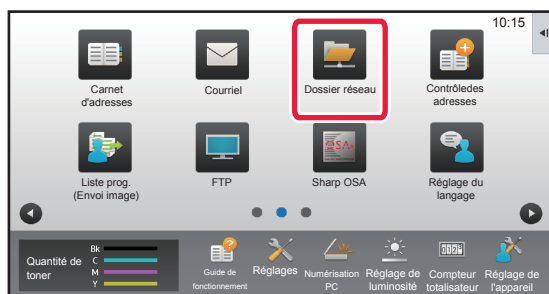 10:15
Carnet
d'adresses
Courriel
Dossier réseau
Contrôledes
adresses
Liste prog.
(Envoi image)
FTP
Sharp OSA
Réglage du
langage
Quantité de
toner
Bk
C
M
Y
Guide de
fonctionnement
Réglages
Numérisation
PC
Réglage de
luminosité
Compteur
totalisateur
Réglage de
l'appareil